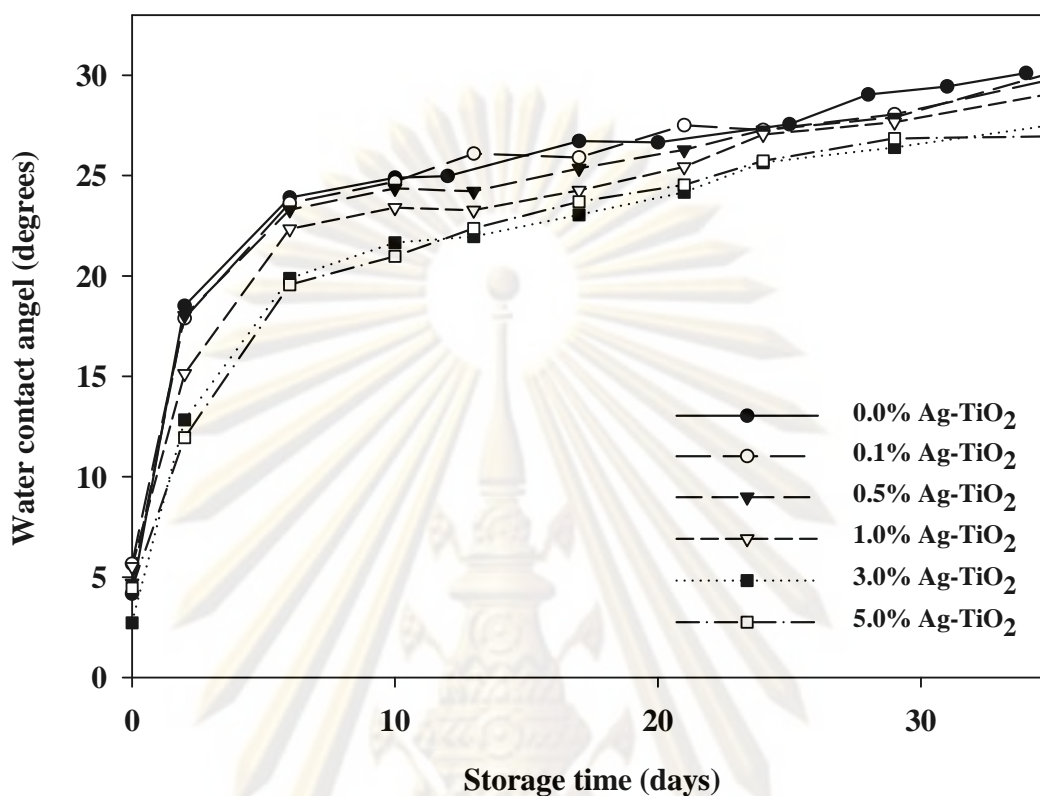 30
25
20
15
10
5
0
Water contact angel (degrees)
0.0% Ag-TiO2
0.1% Ag-TiO2
0.5% Ag-TiO2
1.0% Ag-TiO2
3.0% Ag-TiO2
5.0% Ag-TiO2
0 10 20 30
Storage time (days)